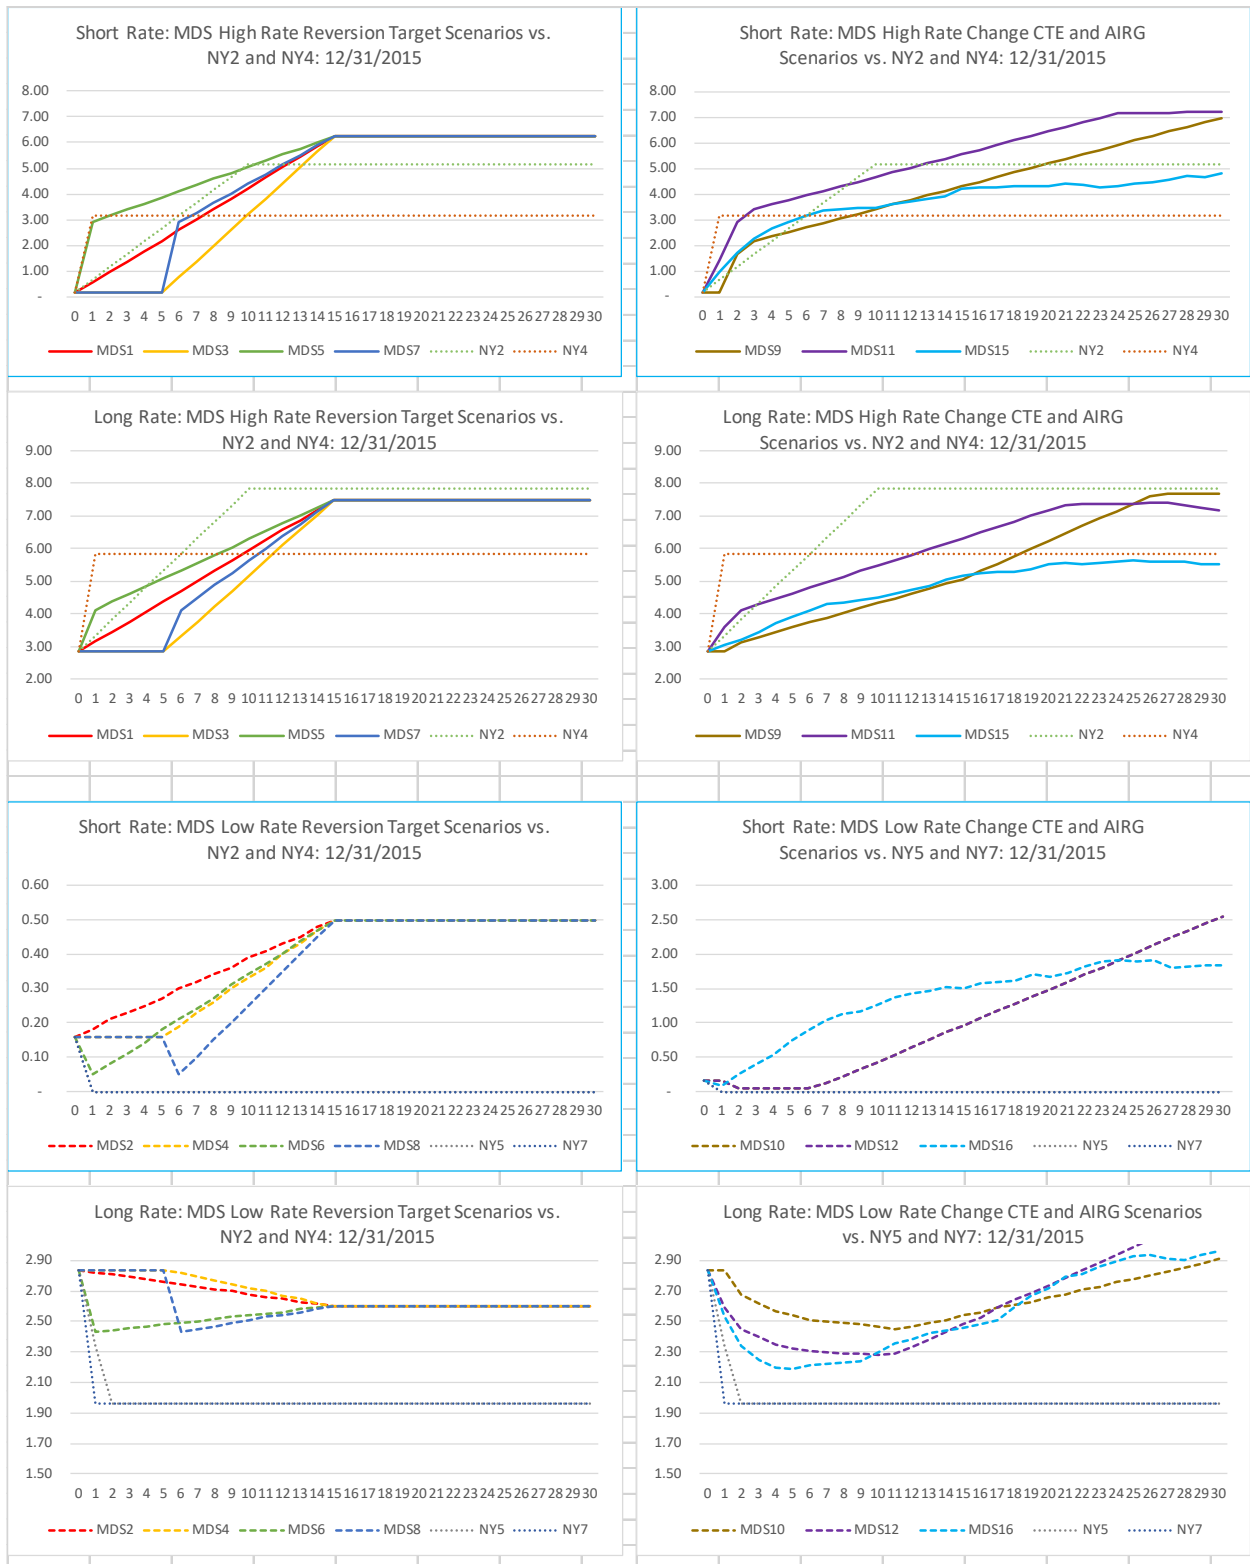 Short Rate: MDS High Rate Reversion Target Scenarios vs.
NY2 and NY4: 12/31/2015
8.00
7.00
6.00
5.00
4.00
3.00
2.00
1.00
-
0 1 2 3 4 5 6 7 8 9 10 11 12 13 14 15 16 17 18 19 20 21 22 23 24 25 26 27 28 29 30
MDS1 MDS3 MDS5 MDS7 NY2 NY4
Short Rate: MDS High Rate Change CTE and AIRG
Scenarios vs. NY2 and NY4: 12/31/2015
8.00
7.00
6.00
5.00
4.00
3.00
2.00
1.00
-
0 1 2 3 4 5 6 7 8 9 10 11 12 13 14 15 16 17 18 19 20 21 22 23 24 25 26 27 28 29 30
MDS9 MDS11 MDS15 NY2 NY4
Long Rate: MDS High Rate Reversion Target Scenarios vs.
NY2 and NY4: 12/31/2015
9.00
8.00
7.00
6.00
5.00
4.00
3.00
2.00
0 1 2 3 4 5 6 7 8 9 10 11 12 13 14 15 16 17 18 19 20 21 22 23 24 25 26 27 28 29 30
MDS1 MDS3 MDS5 MDS7 NY2 NY4
Long Rate: MDS High Rate Change CTE and AIRG
Scenarios vs. NY2 and NY4: 12/31/2015
9.00
8.00
7.00
6.00
5.00
4.00
3.00
2.00
0 1 2 3 4 5 6 7 8 9 10 11 12 13 14 15 16 17 18 19 20 21 22 23 24 25 26 27 28 29 30
MDS9 MDS11 MDS15 NY2 NY4
Short Rate: MDS Low Rate Reversion Target Scenarios vs.
NY2 and NY4: 12/31/2015
0.60
0.50
0.40
0.30
0.20
0.10
-
0 1 2 3 4 5 6 7 8 9 10 11 12 13 14 15 16 17 18 19 20 21 22 23 24 25 26 27 28 29 30
MDS2 MDS4 MDS6 MDS8 NY5 NY7
Short Rate: MDS Low Rate Change CTE and AIRG
Scenarios vs. NY5 and NY7: 12/31/2015
3.00
2.50
2.00
1.50
1.00
0.50
-
0 1 2 3 4 5 6 7 8 9 10 11 12 13 14 15 16 17 18 19 20 21 22 23 24 25 26 27 28 29 30
MDS10 MDS12 MDS16 NY5 NY7
Long Rate: MDS Low Rate Reversion Target Scenarios vs.
NY2 and NY4: 12/31/2015
2.90
2.70
2.50
2.30
2.10
1.90
1.70
1.50
0 1 2 3 4 5 6 7 8 9 10 11 12 13 14 15 16 17 18 19 20 21 22 23 24 25 26 27 28 29 30
MDS2 MDS4 MDS6 MDS8 NY5 NY7
Long Rate: MDS Low Rate Change CTE and AIRG Scenarios
vs. NY5 and NY7: 12/31/2015
2.90
2.70
2.50
2.30
2.10
1.90
1.70
1.50
0 1 2 3 4 5 6 7 8 9 10 11 12 13 14 15 16 17 18 19 20 21 22 23 24 25 26 27 28 29 30
MDS10 MDS12 MDS16 NY5 NY7